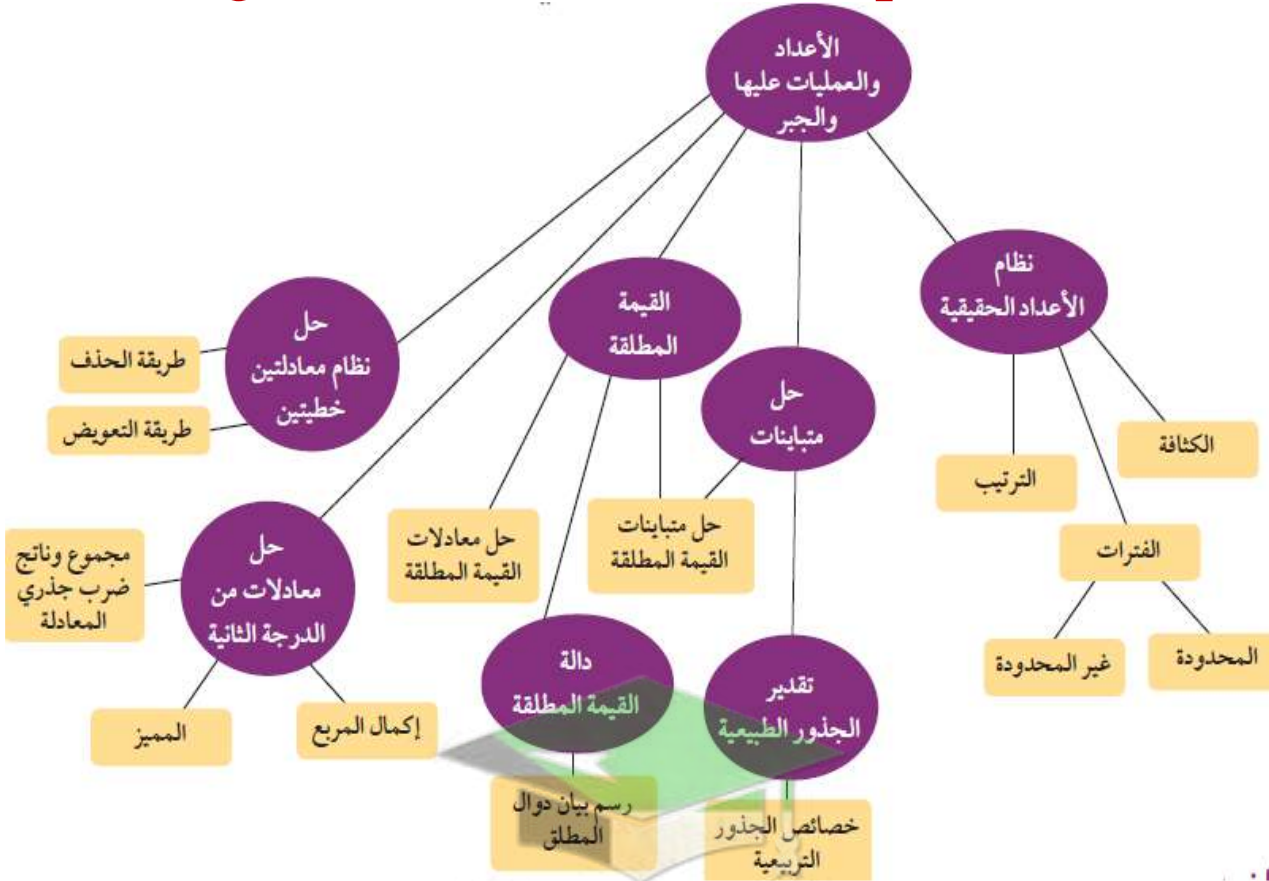 الأعداد
والعمليات عليها
والجبر
نظام
الأعداد الحقيقية
الكثافة
الترتيب
الفترات
المحدودة
غير المحدودة
حل
متباينات
القيمة
المطلقة
حل متباينات
القيمة المطلقة
حل معادلات
القيمة المطلقة
تقدير
الجذور الطبيعية
خصائص الجذور
التربيعية
دالة
القيمة المطلقة
رسم بيان دوال
المطلق
حل
نظام معادلتين
خطيتين
طريقة الحذف
طريقة التعويض
حل
معادلات من
الدرجة الثانية
مجموع وناتج
ضرب جذري
المعادلة
إكمال المربع
المميز